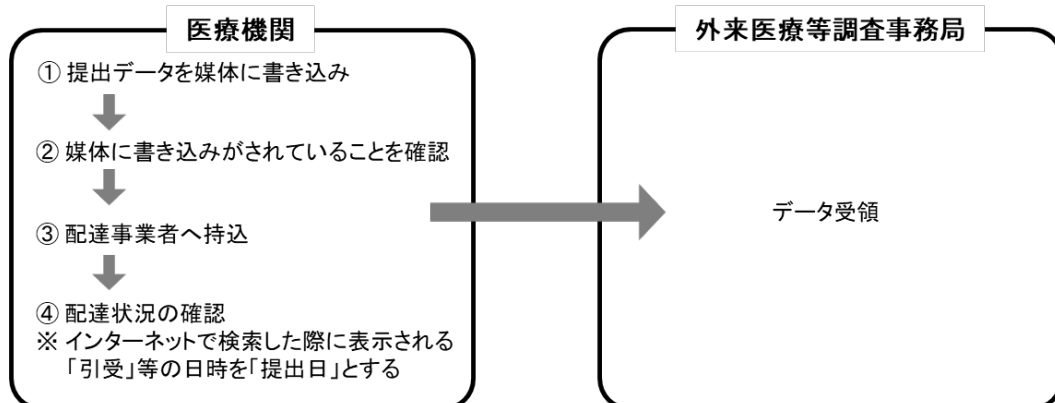 医療機関
① 提出データを媒体に書き込み
② 媒体に書き込みがされていることを確認
③ 配達事業者へ持込
④ 配達状況の確認
※ インターネットで検索した際に表示される
「引受」等の日時を「提出日」とする
外来医療等調査事務局
データ受領